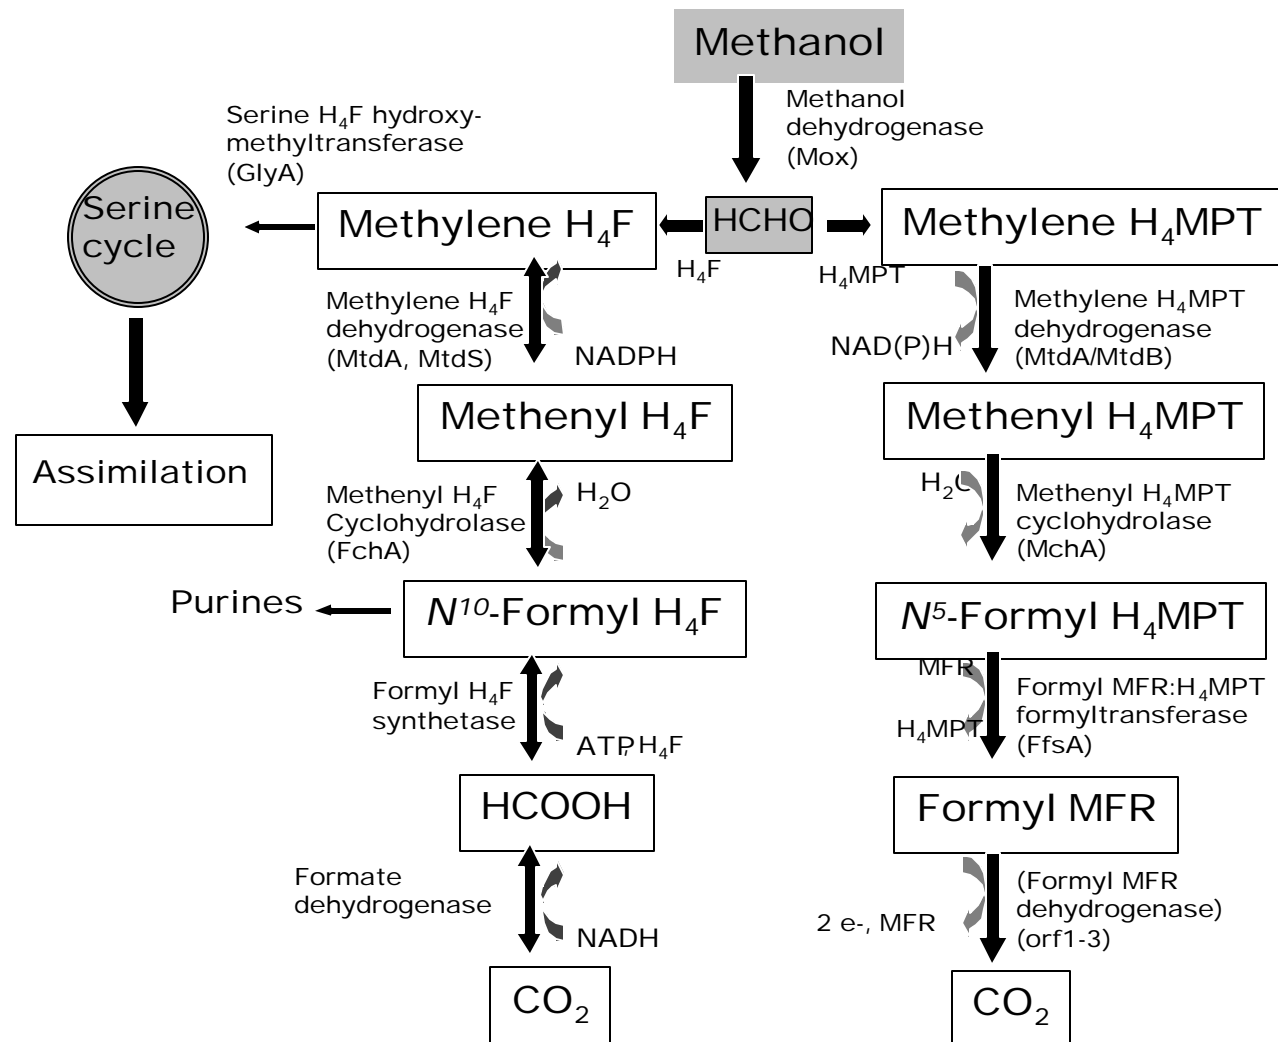 Methanol
Methanol
dehydrogenase
(Mox)
Serine H₄F hydroxy-
methyltransferase
(GlyA)
Serine
cycle
Methylene H₄F
HCHO
Methylene H₄MPT
H₄F
H₄MPT
Methylene H₄F
dehydrogenase
(MtdA, MtdS)
NADPH
NAD(P)H
Methylene H₄MPT
dehydrogenase
(MtdA/MtdB)
Assimilation
Methenyl H₄F
Methenyl H₄MPT
Methenyl H₄F
Cyclohydrolase
(FchA)
H₂O
H₂O
Methenyl H₄MPT
cyclohydrolase
(MchA)
Purines
N¹⁰-Formyl H₄F
N⁵-Formyl H₄MPT
Formyl H₄F
synthetase
ATP, H₄F
MFR
H₄MPT
Formyl MFR:H₄MPT
formyltransferase
(FfsA)
HCOOH
Formyl MFR
Formate
dehydrogenase
NADH
2 e-, MFR
(Formyl MFR
dehydrogenase)
(orf1-3)
CO₂
CO₂